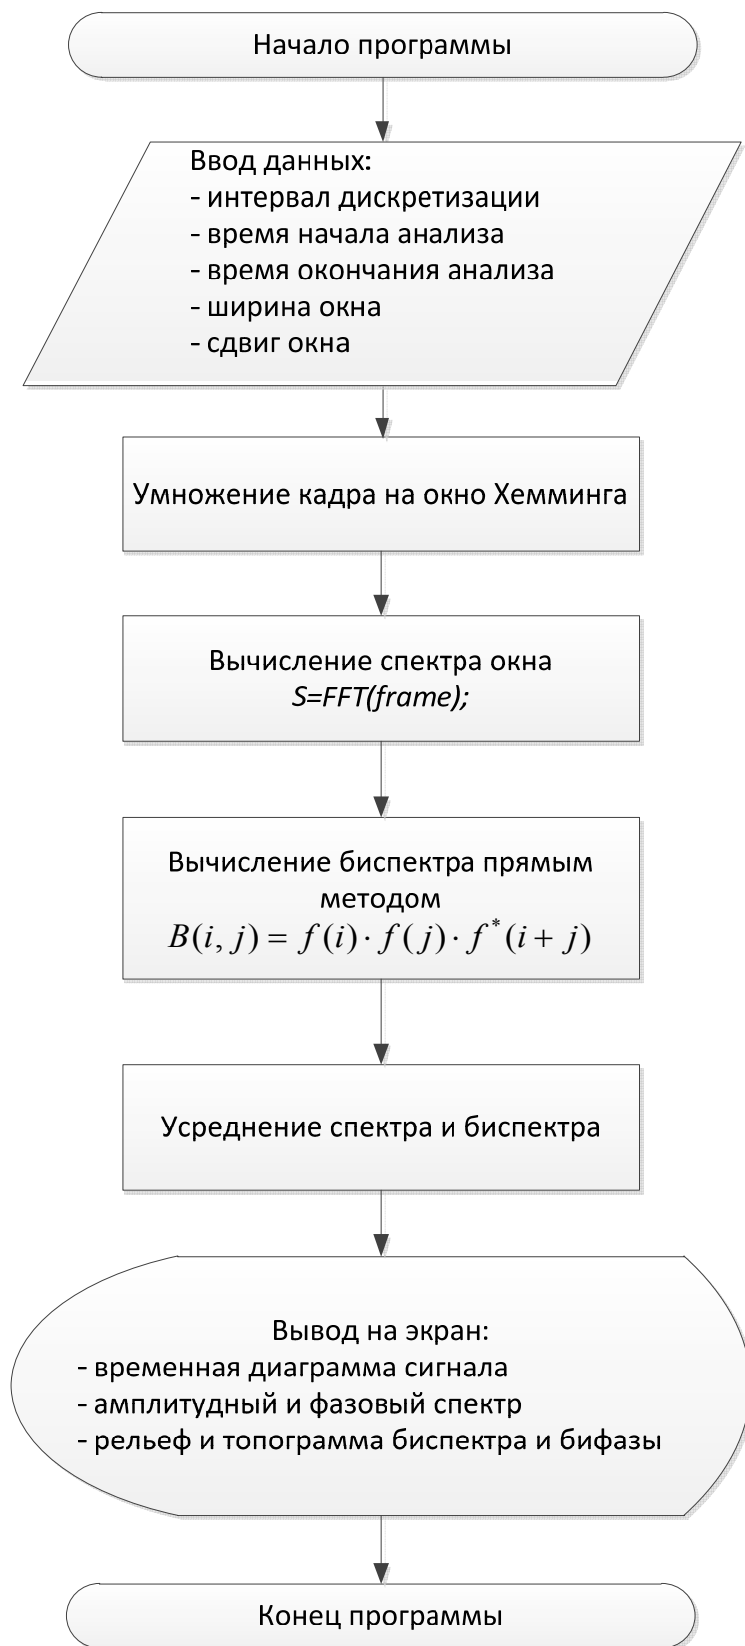 Начало программы
Ввод данных:
- интервал дискретизации
- время начала анализа
- время окончания анализа
- ширина окна
- сдвиг окна
Умножение кадра на окно Хемминга
Вычисление спектра окна
S=FFT(frame);
Вычисление биспектра прямым
методом
B(i, j) = f(i) · f(j) · f*(i + j)
Усреднение спектра и биспектра
Вывод на экран:
- временная диаграмма сигнала
- амплитудный и фазовый спектр
- рельеф и топограмма биспектра и бифазы
Конец программы